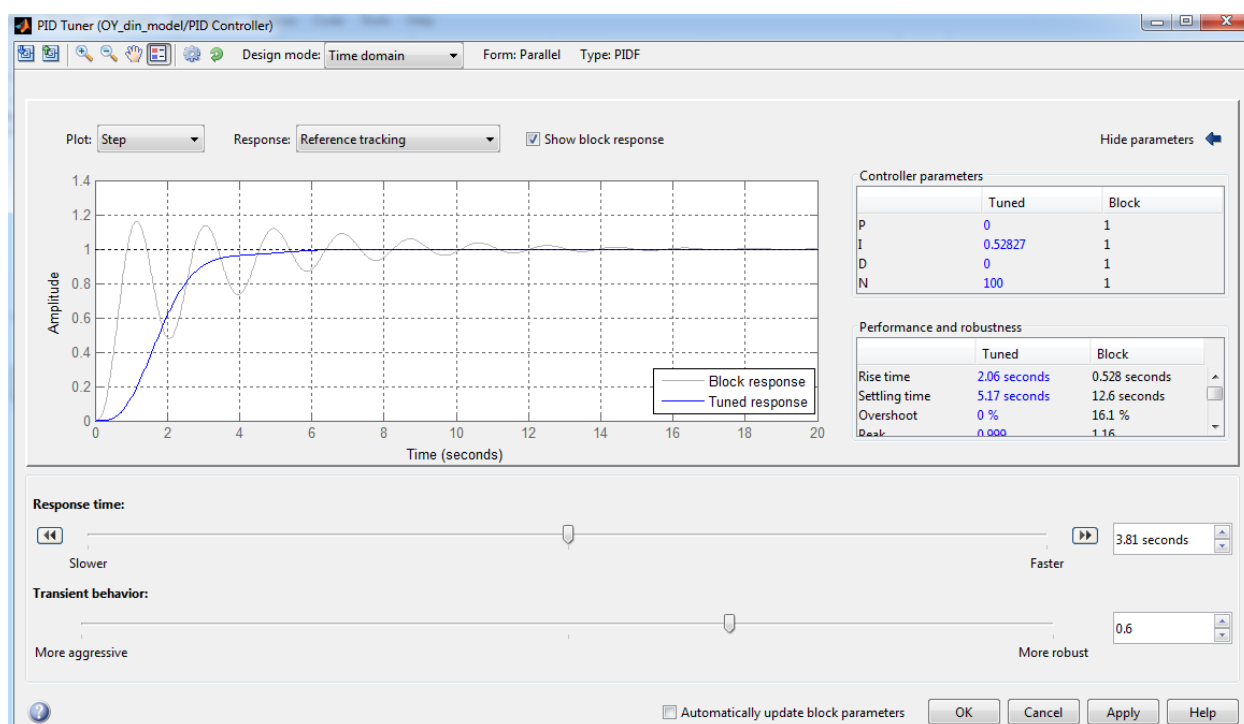 PID Tuner (OY_din_model/PID Controller)
Design mode: Time domain Form: Parallel Type: PIDF
Plot: Step Response: Reference tracking Show block response Hide parameters
1.4
1.2
1
0.8
0.6
0.4
0.2
0
Amplitude
0 2 4 6 8 10 12 14 16 18 20
Time (seconds)
Block response
Tuned response
Controller parameters
Tuned Block
P 0 1
I 0.52827 1
D 0 1
N 100 1
Performance and robustness
Tuned Block
Rise time 2.06 seconds 0.528 seconds
Settling time 5.17 seconds 12.6 seconds
Overshoot 0 % 16.1 %
Peak 0.999 1.16
Response time:
3.81 seconds
Slower Faster
Transient behavior:
0.6
More aggressive More robust
Automatically update block parameters OK Cancel Apply Help